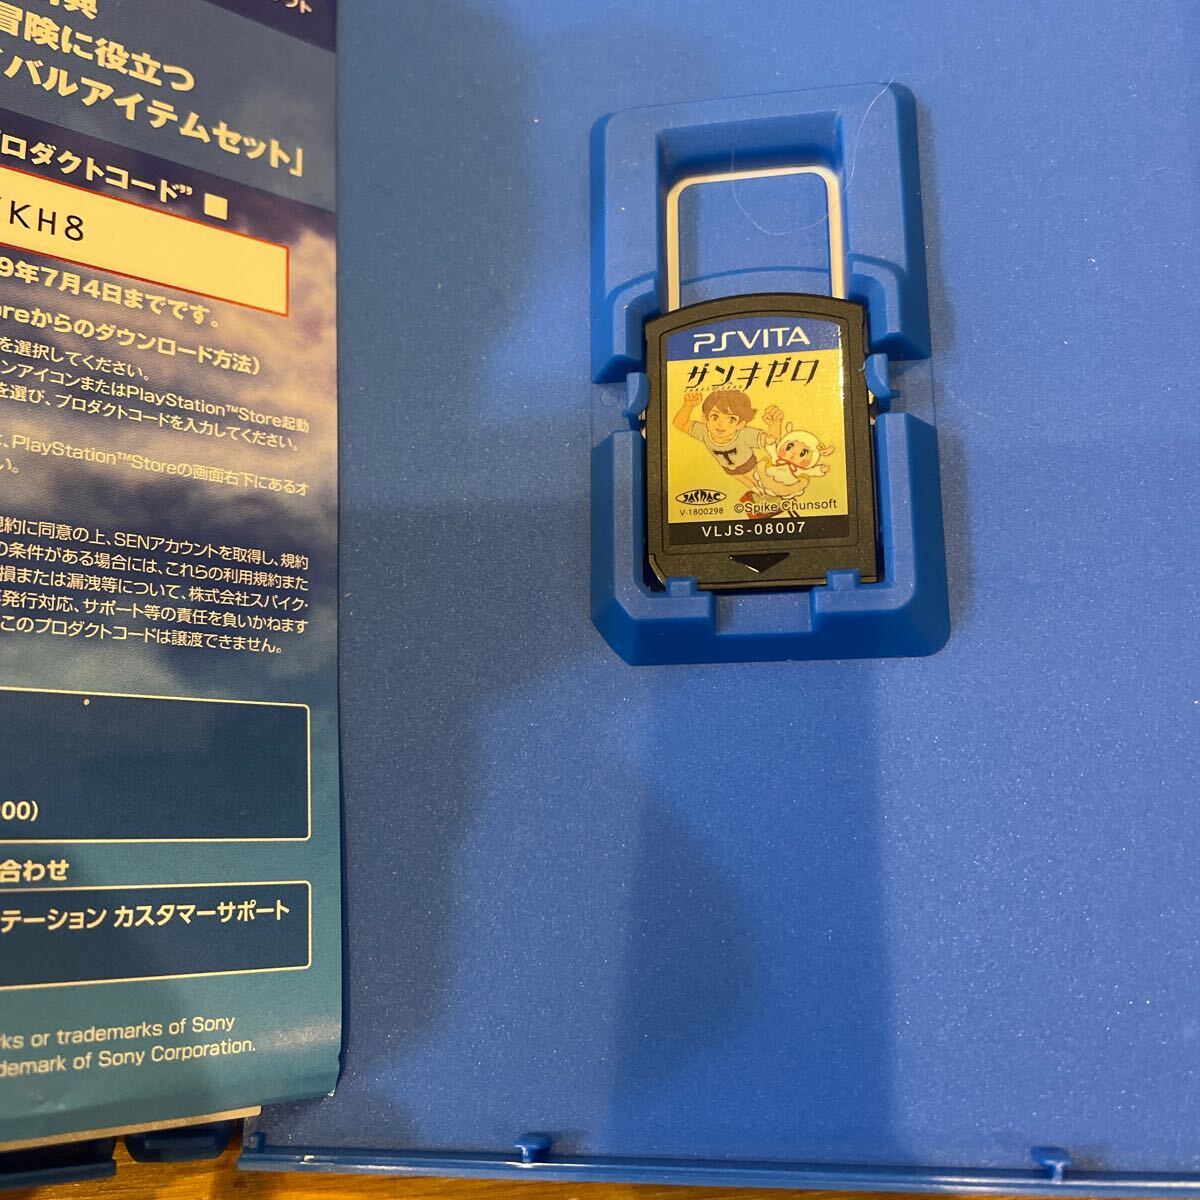 冒険に役立つ
バルアイテムセット」
プロダクトコード" ■
KH8
9年7月4日までです。
oreからのダウンロード方法)
を選択してください。
ンアイコンまたはPlayStation™Store起動
を選び、プロダクトコードを入力してください。
、PlayStation™Storeの画面右下にあるオ
い。
規約に同意の上、SENアカウントを取得し、規約
の条件がある場合には、これらの利用規約また
損または漏洩等について、株式会社スパイク・
発行対応、サポート等の責任を負いかねます
このプロダクトコードは譲渡できません。
00)
合わせ
テーション カスタマーサポート
ks or trademarks of Sony
demark of Sony Corporation.
PSVITA
ザンキゼロ
ZANKI ZERO
T
JASRAC
V-1800298
©Spike Chunsoft
VLJS-08007